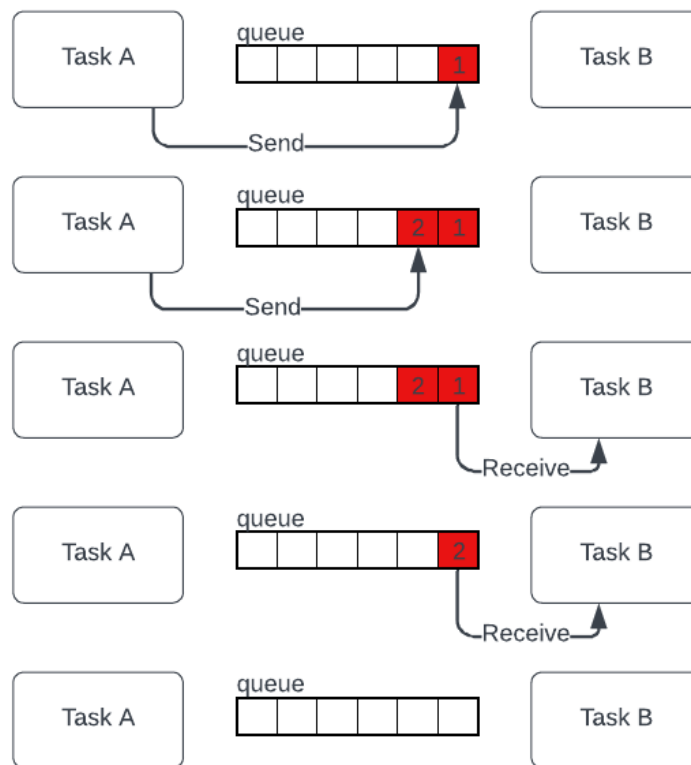 queue
Task A
1
Task B
Send
queue
Task A
2 1
Task B
Send
queue
Task A
2 1
Task B
Receive
queue
Task A
2
Task B
Receive
queue
Task A
Task B